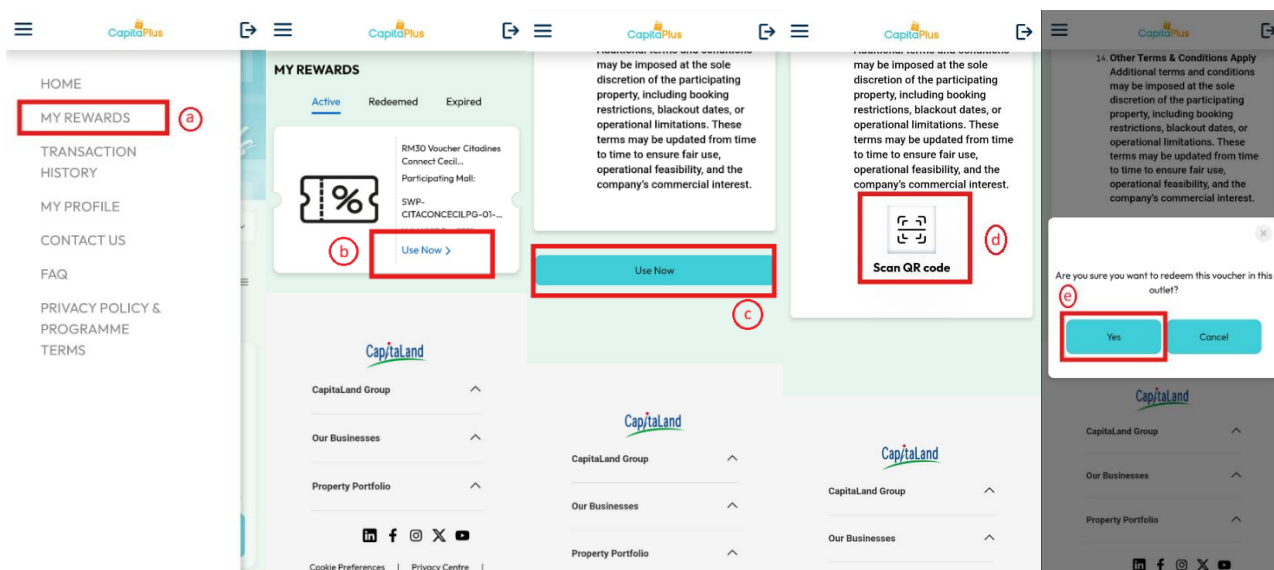 CapitaPlus
HOME
MY REWARDS
a
TRANSACTION
HISTORY
MY PROFILE
CONTACT US
FAQ
PRIVACY POLICY &
PROGRAMME
TERMS
CapitaPlus
MY REWARDS
Active Redeemed Expired
%
RM30 Voucher Citadines
Connect Cecil...
Participating Mall:
SWP-
CITACONCECILPG-01-...
b
Use Now >
CapitaLand
CapitaLand Group
Our Businesses
Property Portfolio
Cookie Preferences | Privacy Centre |
CapitaPlus
Additional terms and conditions
may be imposed at the sole
discretion of the participating
property, including booking
restrictions, blackout dates, or
operational limitations. These
terms may be updated from time
to time to ensure fair use,
operational feasibility, and the
company's commercial interest.
Use Now
c
CapitaLand
CapitaLand Group
Our Businesses
Property Portfolio
CapitaPlus
Additional terms and conditions
may be imposed at the sole
discretion of the participating
property, including booking
restrictions, blackout dates, or
operational limitations. These
terms may be updated from time
to time to ensure fair use,
operational feasibility, and the
company's commercial interest.
d
Scan QR code
CapitaLand
CapitaLand Group
Our Businesses
CapitaPlus
14. Other Terms & Conditions Apply
Additional terms and conditions
may be imposed at the sole
discretion of the participating
property, including booking
restrictions, blackout dates, or
operational limitations. These
terms may be updated from time
to time to ensure fair use,
operational feasibility, and the
company's commercial interest.
Are you sure you want to redeem this voucher in this
outlet?
e
Yes Cancel
CapitaLand
CapitaLand Group
Our Businesses
Property Portfolio